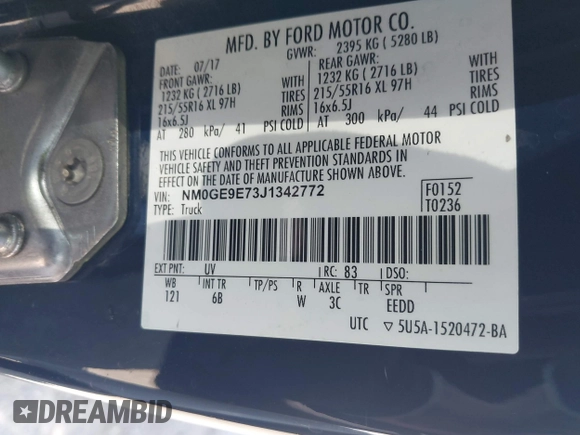 MFD. BY FORD MOTOR CO.
DATE: 07/17 GVWR: 2395 KG ( 5280 LB)
FRONT GAWR: REAR GAWR:
1232 KG ( 2716 LB) WITH 1232 KG ( 2716 LB) WITH
215/55R16 XL 97H TIRES 215/55R16 XL 97H TIRES
16x6.5J RIMS 16x6.5J RIMS
AT 280 kPa/ 41 PSI COLD AT 300 kPa/ 44 PSI COLD
THIS VEHICLE CONFORMS TO ALL APPLICABLE FEDERAL MOTOR
VEHICLE SAFETY AND THEFT PREVENTION STANDARDS IN
EFFECT ON THE DATE OF MANUFACTURE SHOWN ABOVE.
VIN: NM0GE9E73J1342772 F0152
TYPE: Truck T0236
EXT PNT: UV RC: 83 DSO:
WB INT TR TP/PS R AXLE TR SPR
121 6B W 3C EEDD
UTC ▽ 5U5A-1520472-BA
DREAMBID